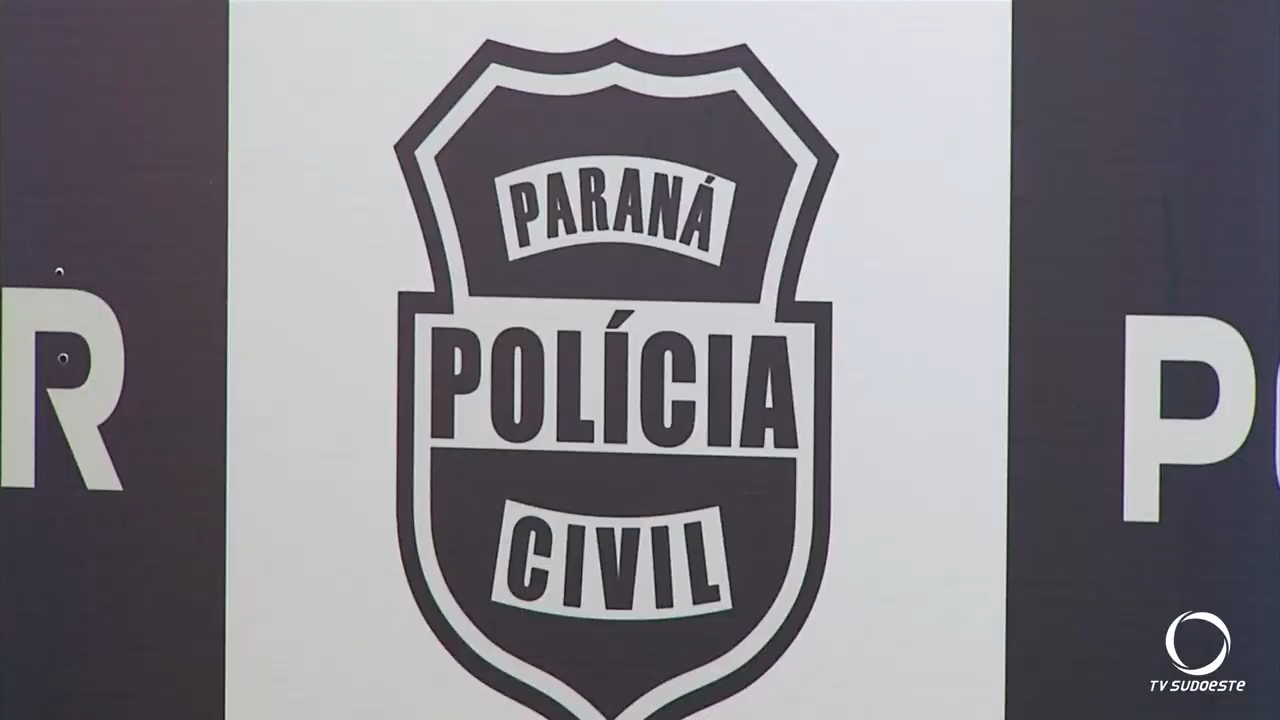 PARANÁ
POLÍCIA
CIVIL
R
P
TV SUDOESTE